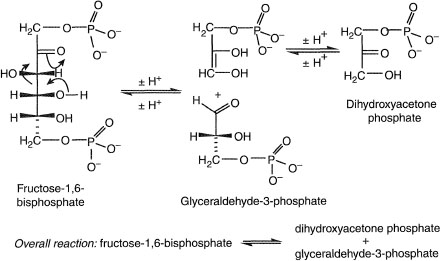 O
H₂C O P O⁻
O⁻
O
HO H
H O H
H OH
O
H₂C O P O⁻
O⁻
Fructose-1,6-
bisphosphate
± H⁺
± H⁺
O
H₂C O P O⁻
O⁻
OH
OH
+
H O
OH
O
H₂C O P O⁻
O⁻
Glyceraldehyde-3-phosphate
± H⁺
± H⁺
O
H₂C O P O⁻
O⁻
O
H₂C OH
Dihydroxyacetone
phosphate
Overall reaction: fructose-1,6-bisphosphate
dihydroxyacetone phosphate
+
glyceraldehyde-3-phosphate